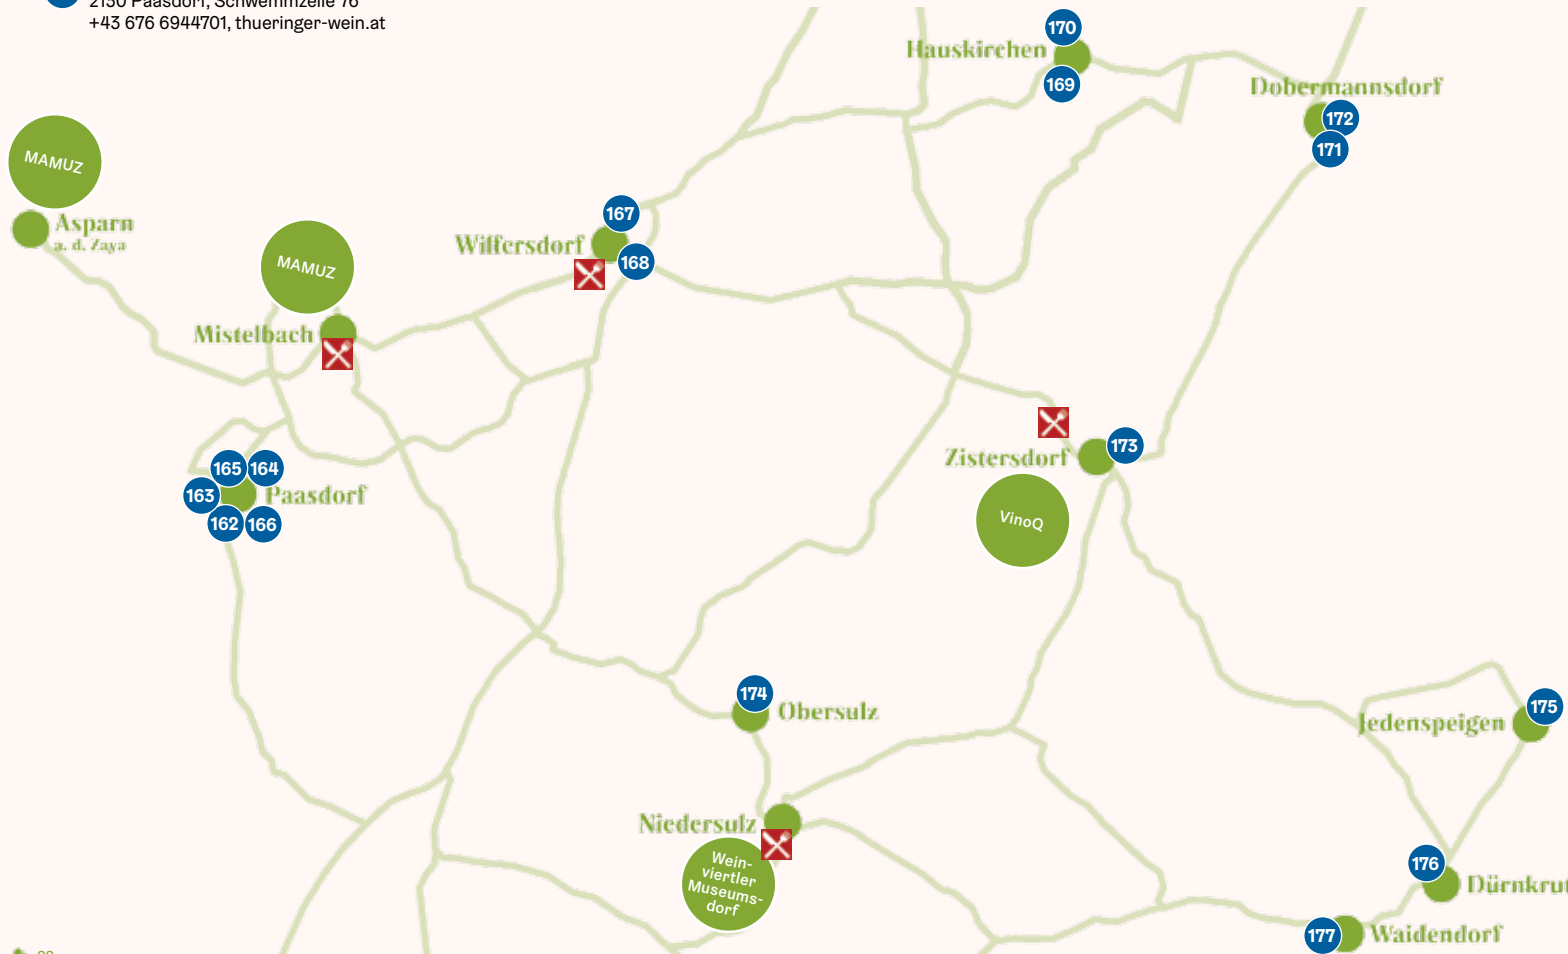 2130 Paasdorf, Schwemmzeile 76
+43 676 6944701, thueringer-wein.at
170
Hauskirchen
169
Dobermannsdorf
172
171
MAMUZ
Asparn
a. d. Zaya
167
Wilfersdorf
168
MAMUZ
Mistelbach
173
Zistersdorf
VinoQ
165
164
163
Paasdorf
162
166
174
Obersulz
175
Jedenspeigen
Niedersulz
Wein-
viertler
Museums-
dorf
176
Dürnkrut
177
Waidendorf